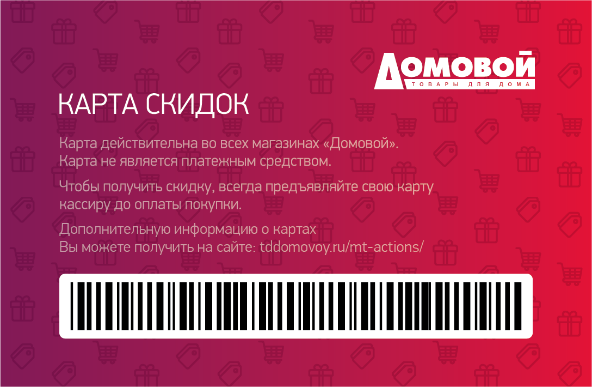 ДОМОВОЙ
ТОВАРЫ ДЛЯ ДОМА
КАРТА СКИДОК
Карта действительна во всех магазинах «Домовой».
Карта не является платежным средством.
Чтобы получить скидку, всегда предъявляйте свою карту
кассиру до оплаты покупки.
Дополнительную информацию о картах
Вы можете получить на сайте: tddomovoy.ru/mt-actions/